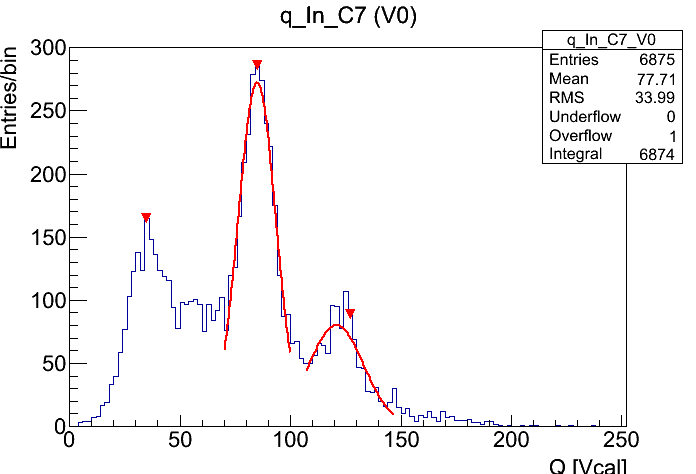 q_In_C7 (V0)
q_In_C7_V0
Entries 6875
Mean 77.71
RMS 33.99
Underflow 0
Overflow 1
Integral 6874
Entries/bin
300
250
200
150
100
50
0
0 50 100 150 200 250
Q [Vcal]